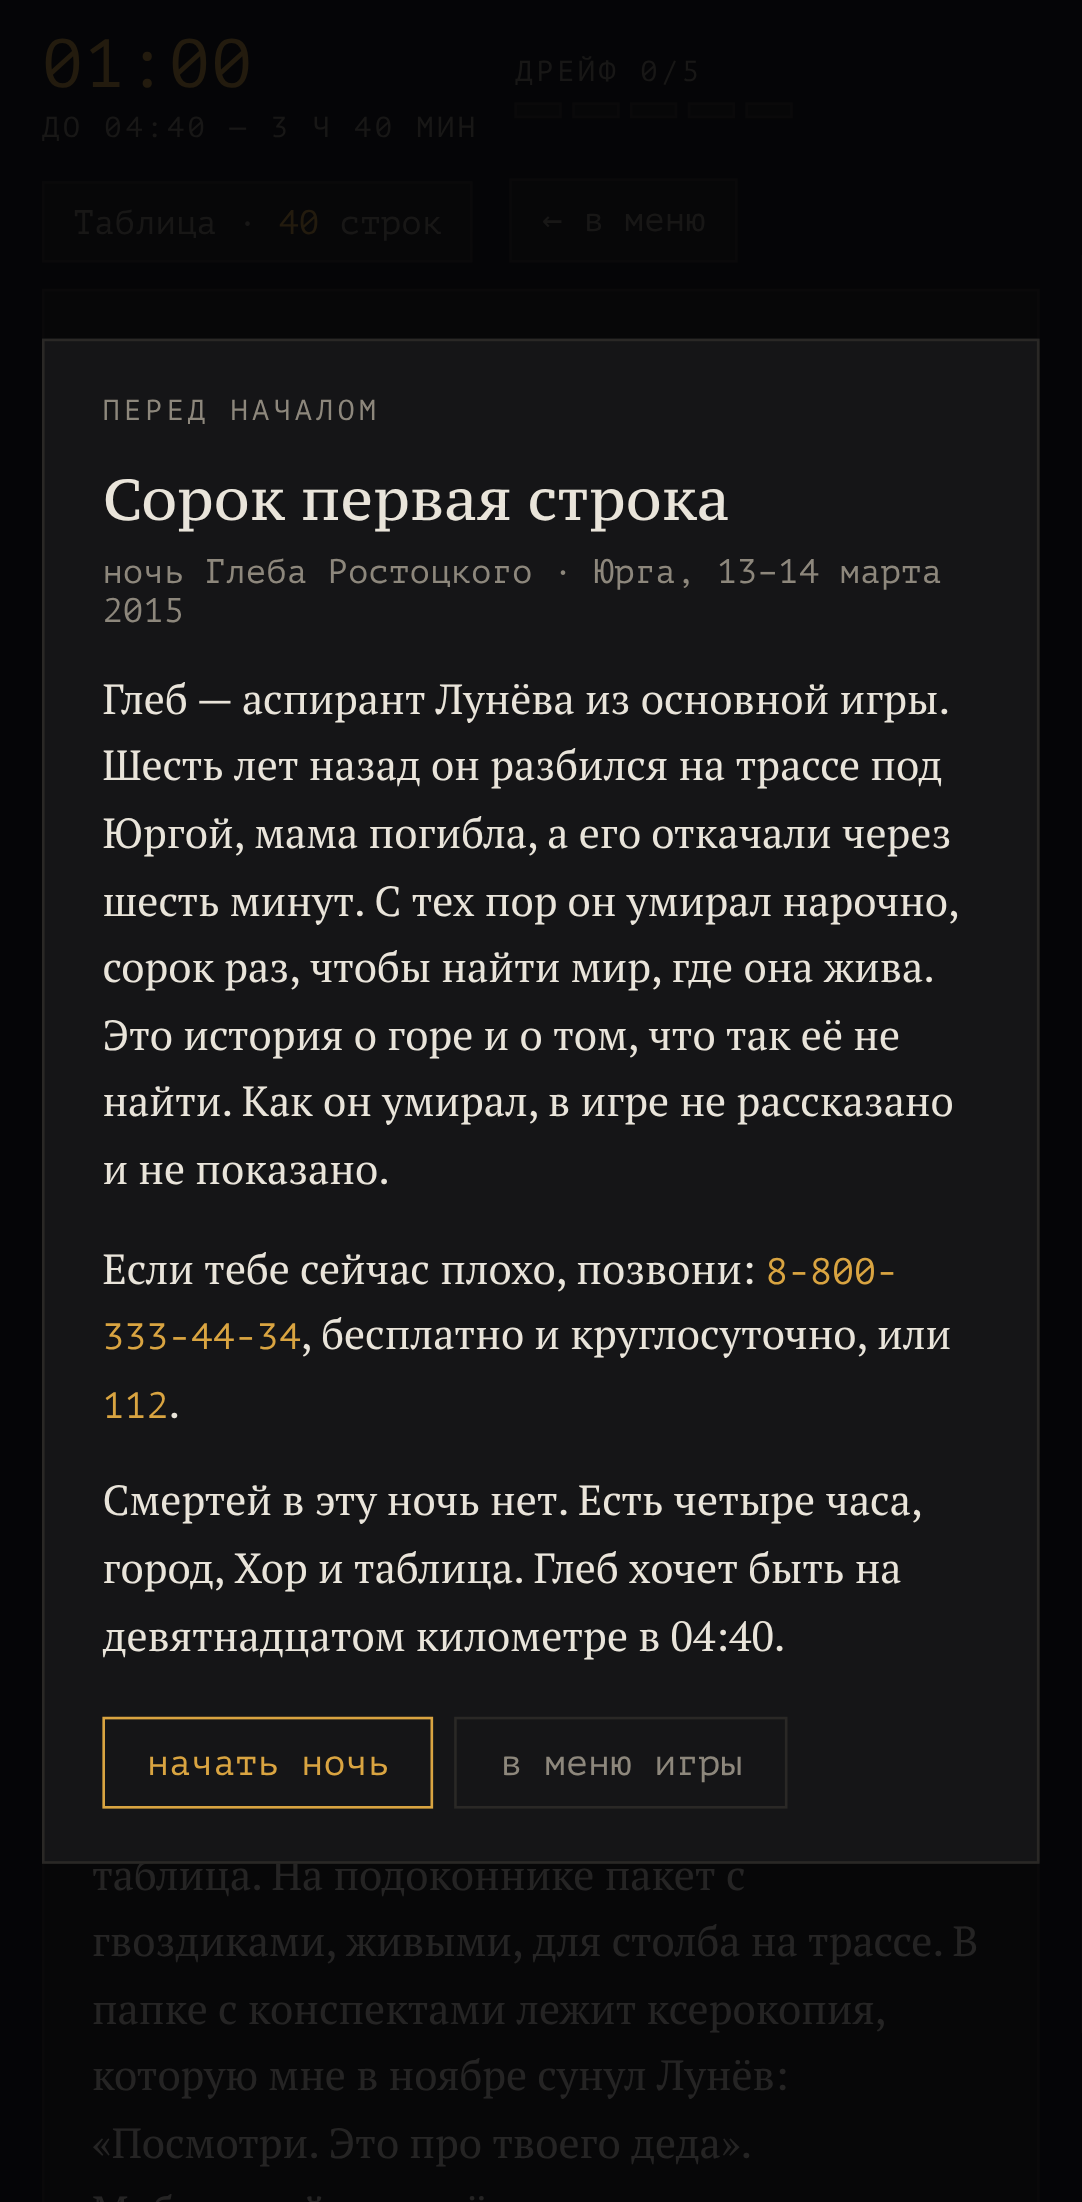 01:00
ДРЕЙФ 0/5
ДО 04:40 — 3 Ч 40 МИН
Таблица · 40 строк
← в меню
ПЕРЕД НАЧАЛОМ
Сорок первая строка
ночь Глеба Ростоцкого · Юрга, 13–14 марта
2015
Глеб — аспирант Лунёва из основной игры.
Шесть лет назад он разбился на трассе под
Юргой, мама погибла, а его откачали через
шесть минут. С тех пор он умирал нарочно,
сорок раз, чтобы найти мир, где она жива.
Это история о горе и о том, что так её не
найти. Как он умирал, в игре не рассказано
и не показано.
Если тебе сейчас плохо, позвони: 8-800-
333-44-34, бесплатно и круглосуточно, или
112.
Смертей в эту ночь нет. Есть четыре часа,
город, Хор и таблица. Глеб хочет быть на
девятнадцатом километре в 04:40.
начать ночь
в меню игры
таблица. На подоконнике пакет с
гвоздиками, живыми, для столба на трассе. В
папке с конспектами лежит ксерокопия,
которую мне в ноябре сунул Лунёв:
«Посмотри. Это про твоего деда».